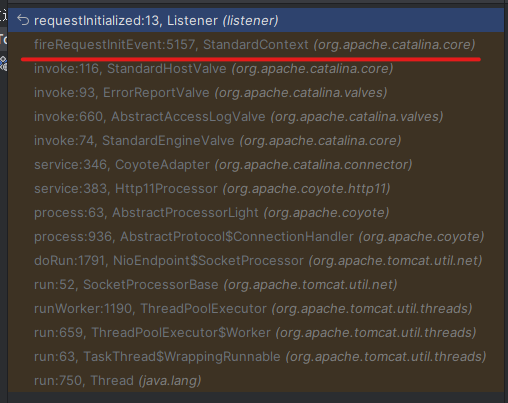 requestInitialized:13, Listener (listener)
fireRequestInitEvent:5157, StandardContext (org.apache.catalina.core)
invoke:116, StandardHostValve (org.apache.catalina.core)
invoke:93, ErrorReportValve (org.apache.catalina.valves)
invoke:660, AbstractAccessLogValve (org.apache.catalina.valves)
invoke:74, StandardEngineValve (org.apache.catalina.core)
service:346, CoyoteAdapter (org.apache.catalina.connector)
service:383, Http11Processor (org.apache.coyote.http11)
process:63, AbstractProcessorLight (org.apache.coyote)
process:936, AbstractProtocol$ConnectionHandler (org.apache.coyote)
doRun:1791, NioEndpoint$SocketProcessor (org.apache.tomcat.util.net)
run:52, SocketProcessorBase (org.apache.tomcat.util.net)
runWorker:1190, ThreadPoolExecutor (org.apache.tomcat.util.threads)
run:659, ThreadPoolExecutor$Worker (org.apache.tomcat.util.threads)
run:63, TaskThread$WrappingRunnable (org.apache.tomcat.util.threads)
run:750, Thread (java.lang)